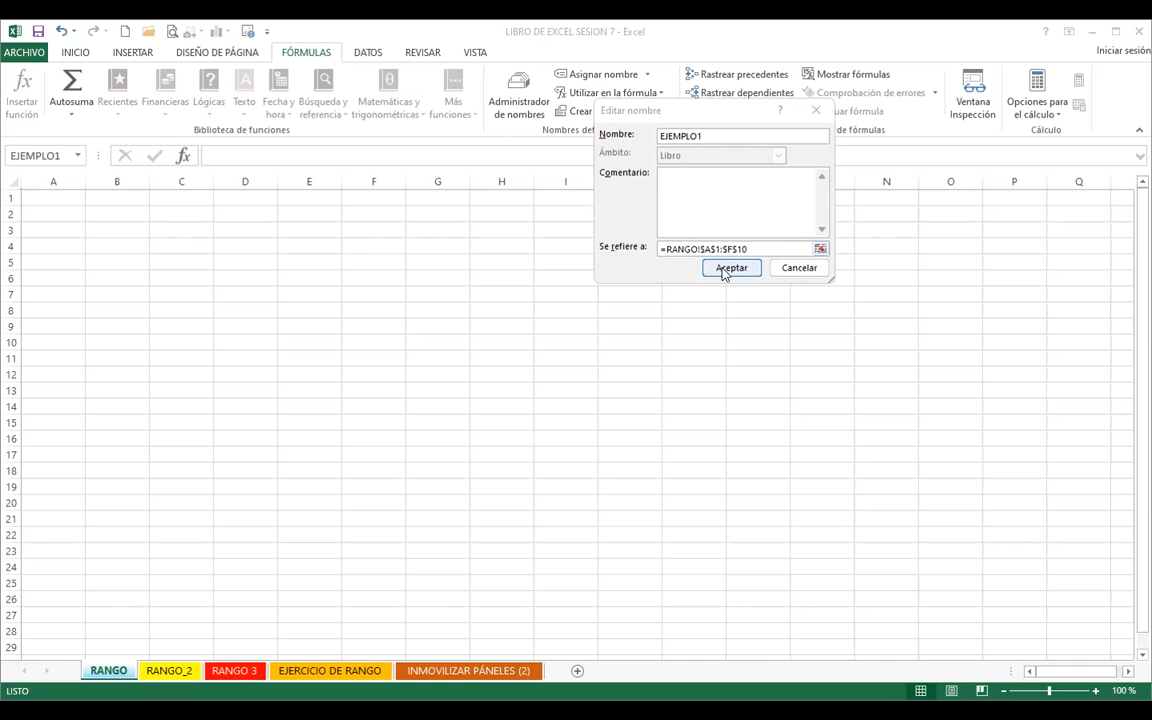 LIBRO DE EXCEL SESION 7 - Excel
ARCHIVO INICIO INSERTAR DISEÑO DE PÁGINA FÓRMULAS DATOS REVISAR VISTA Iniciar sesión
Insertar función
Autosuma
Recientes
Financieras
Lógicas
Texto
Fecha y hora
Búsqueda y referencia
Matemáticas y trigonométricas
Más funciones
Biblioteca de funciones
Administrador de nombres
Asignar nombre
Utilizar en la fórmula
Crear
Nombres de
Rastrear precedentes
Rastrear dependientes
Mostrar fórmulas
Comprobación de errores
uar fórmula
de fórmulas
Ventana Inspección
Opciones para el cálculo
Cálculo
Editar nombre ?
Nombre: EJEMPLO1
Ámbito: Libro
Comentario:
Se refiere a: =RANGO!$A$1:$F$10
Aceptar Cancelar
EJEMPLO1 fx
A B C D E F G H I N O P Q
1
2
3
4
5
6
7
8
9
10
11
12
13
14
15
16
17
18
19
20
21
22
23
24
25
26
27
28
29
RANGO RANGO_2 RANGO 3 EJERCICIO DE RANGO INMOVILIZAR PÁNELES (2)
LISTO 100 %